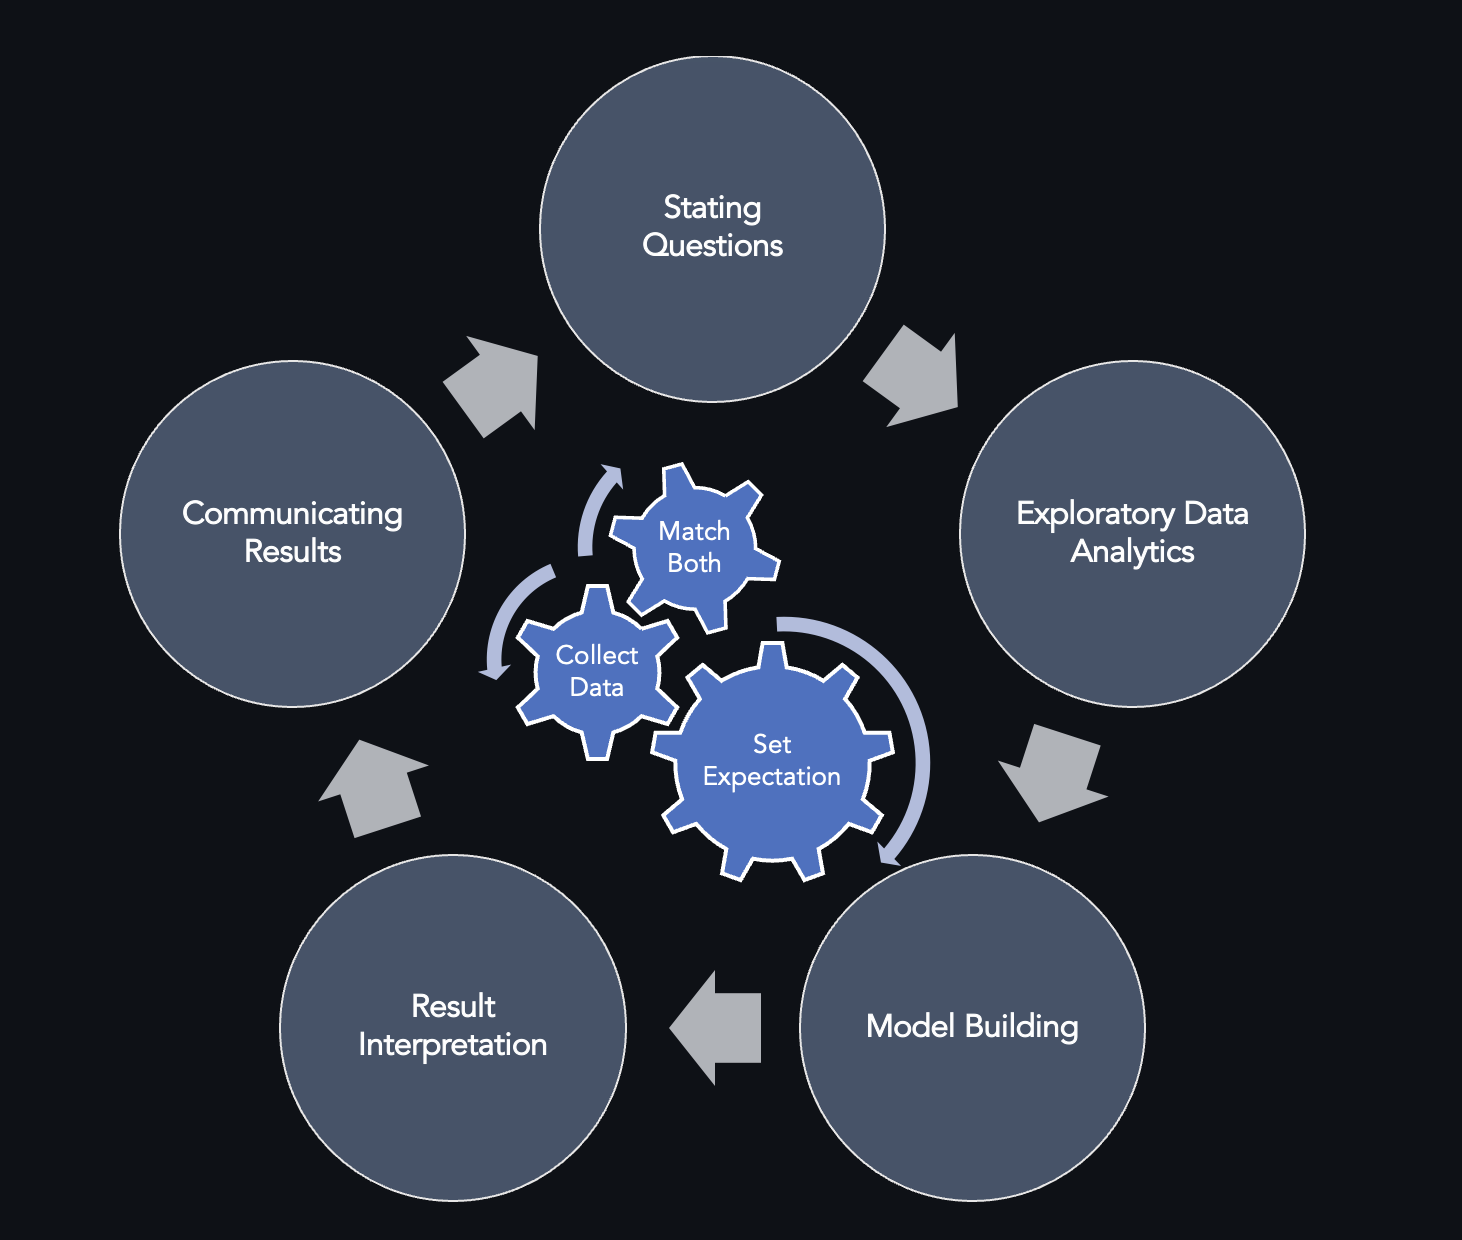 Stating
Questions
Exploratory Data
Analytics
Model Building
Result
Interpretation
Communicating
Results
Match
Both
Collect
Data
Set
Expectation